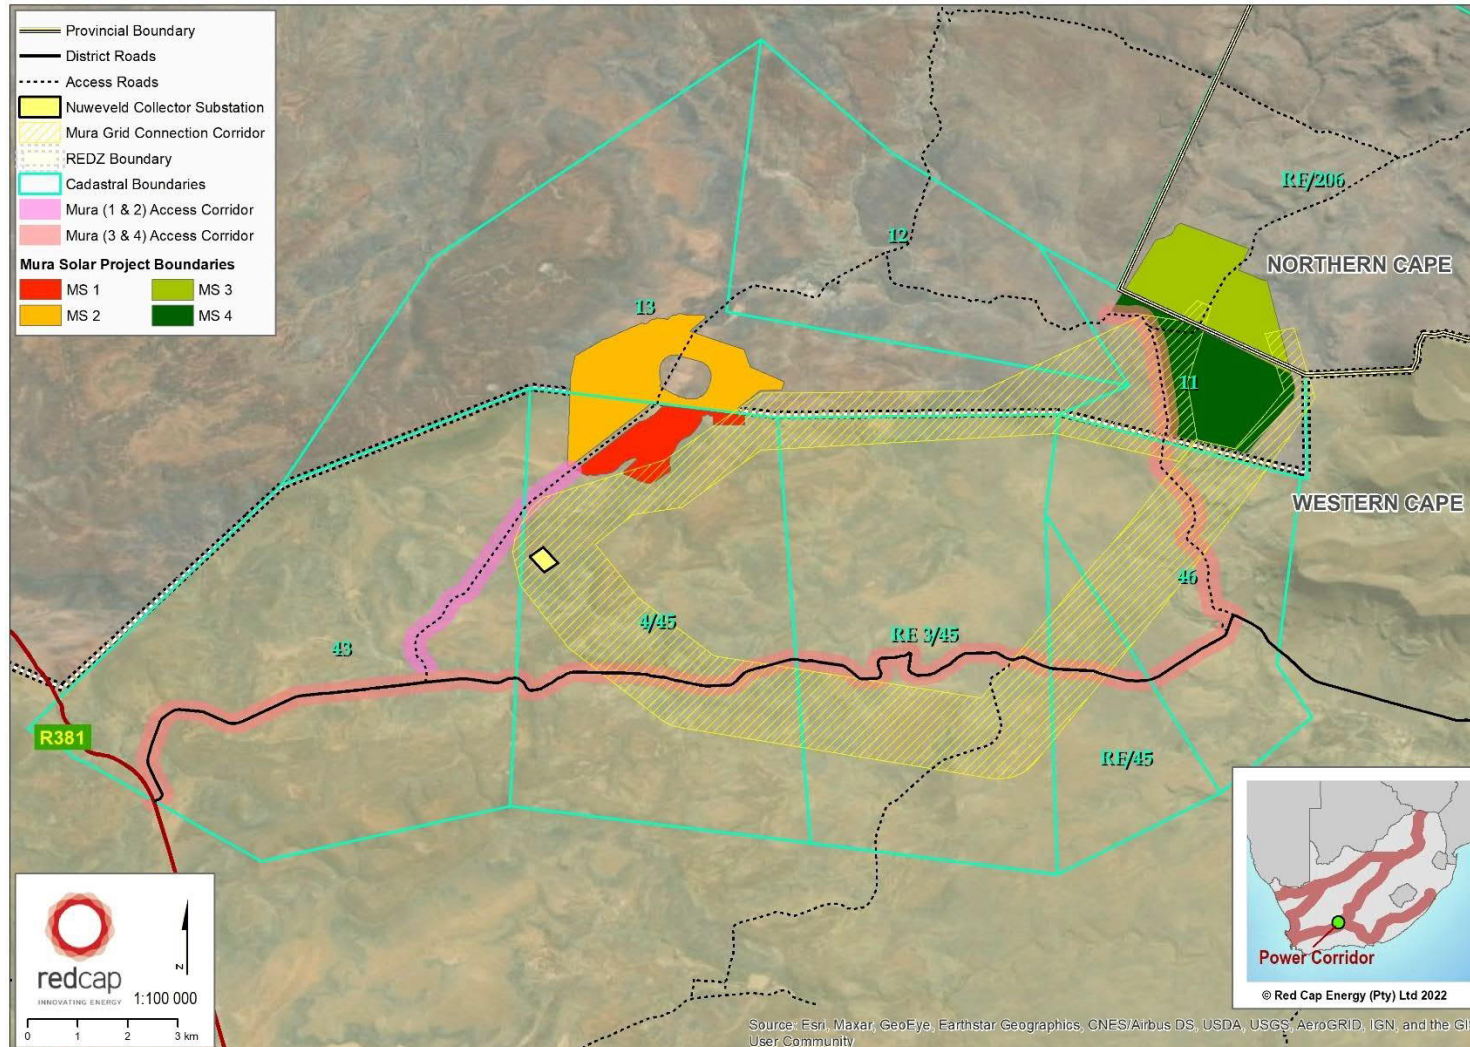 Provincial Boundary
District Roads
Access Roads
Nuweveld Collector Substation
Mura Grid Connection Corridor
REDZ Boundary
Cadastral Boundaries
Mura (1 & 2) Access Corridor
Mura (3 & 4) Access Corridor
Mura Solar Project Boundaries
MS 1
MS 3
MS 2
MS 4
RE/206
12
NORTHERN CAPE
13
11
WESTERN CAPE
46
4/45
RE 3/45
43
R381
RE/45
redcap
INNOVATING ENERGY
N
1:100 000
0 1 2 3 km
Power Corridor
© Red Cap Energy (Pty) Ltd 2022
Source: Esri, Maxar, GeoEye, Earthstar Geographics, CNES/Airbus DS, USDA, USGS, AeroGRID, IGN, and the GI
User Community